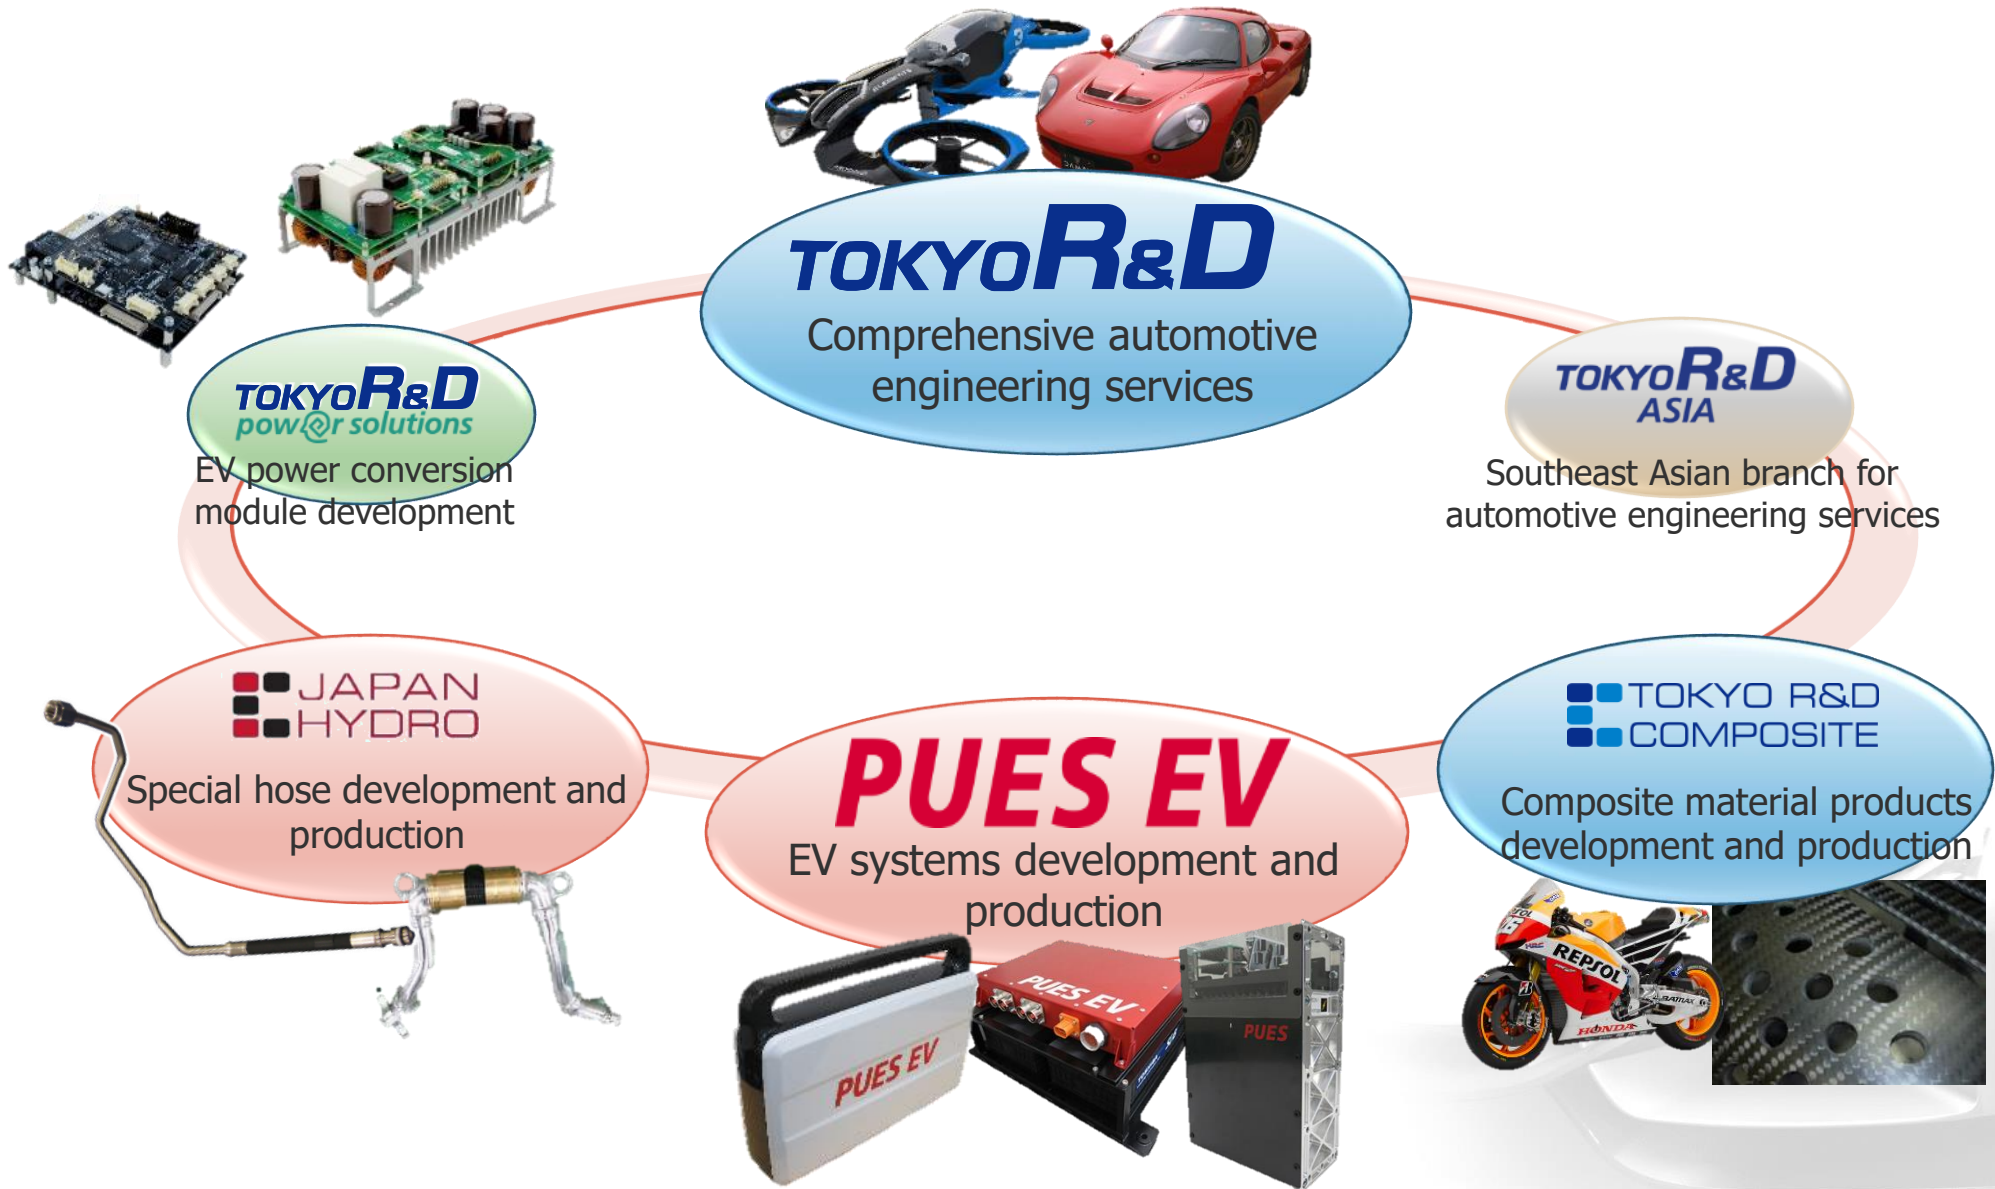 TOKYO R&D
Comprehensive automotive
engineering services
TOKYO R&D
pow@r solutions
EV power conversion
module development
TOKYO R&D
ASIA
Southeast Asian branch for
automotive engineering services
JAPAN
HYDRO
Special hose development and
production
PUES EV
EV systems development and
production
TOKYO R&D
COMPOSITE
Composite material products
development and production
PUES EV
PUES EV
PUES
REPSOL
HONDA